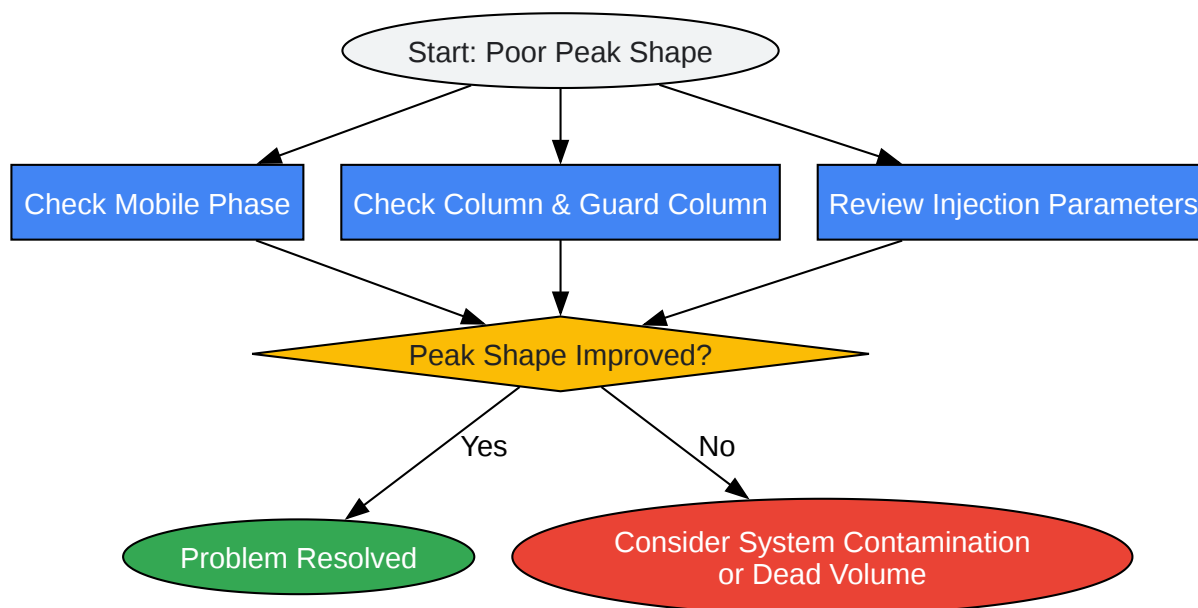 Start: Poor Peak Shape
Check Mobile Phase
Check Column & Guard Column
Review Injection Parameters
Peak Shape Improved?
Yes
No
Problem Resolved
Consider System Contamination
or Dead Volume